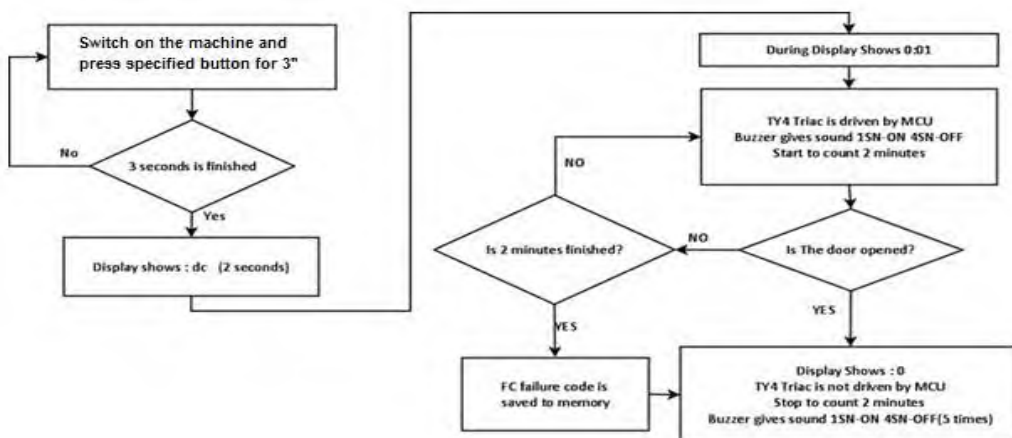 Switch on the machine and
press specified button for 3"
No
3 seconds is finished
Yes
Display shows : dc (2 seconds)
During Display Shows 0:01
TY4 Triac is driven by MCU
Buzzer gives sound 1SN-ON 4SN-OFF
Start to count 2 minutes
NO
Is 2 minutes finished?
NO
Is The door opened?
YES
YES
FC failure code is
saved to memory
Display Shows : 0
TY4 Triac is not driven by MCU
Stop to count 2 minutes
Buzzer gives sound 1SN-ON 4SN-OFF(5 times)